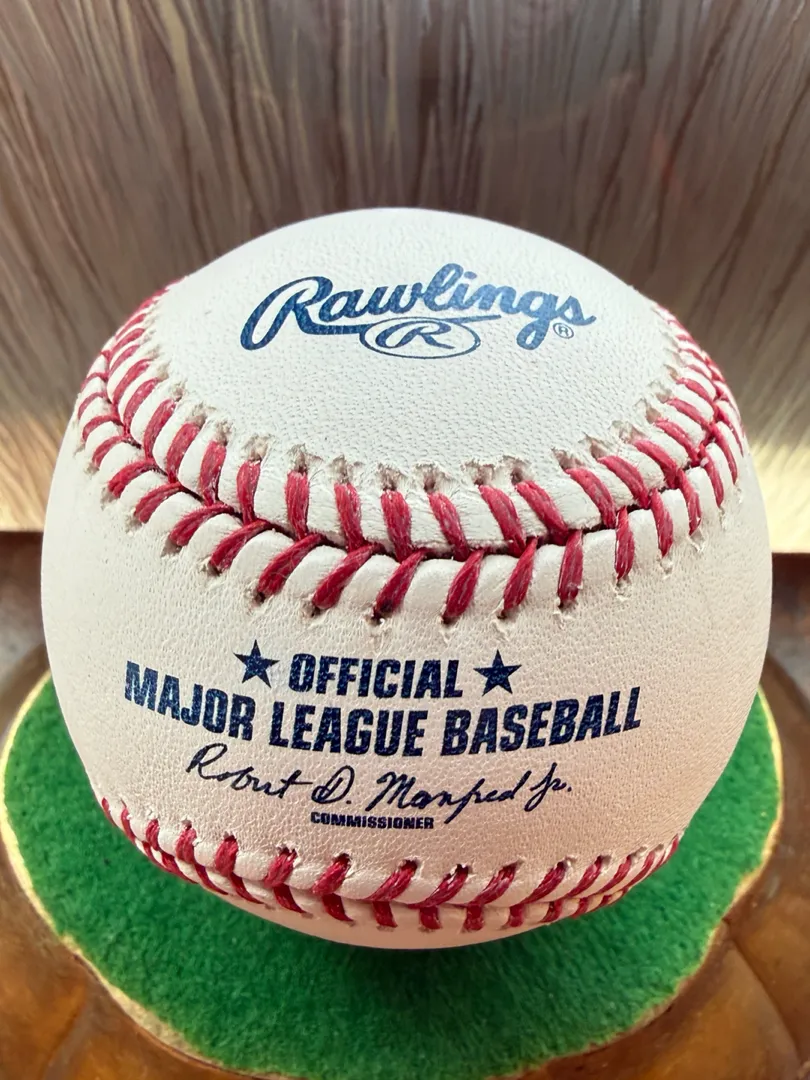 Rawlings ®
R
★ OFFICIAL ★
MAJOR LEAGUE BASEBALL
Robert D. Manfred Jr.
COMMISSIONER